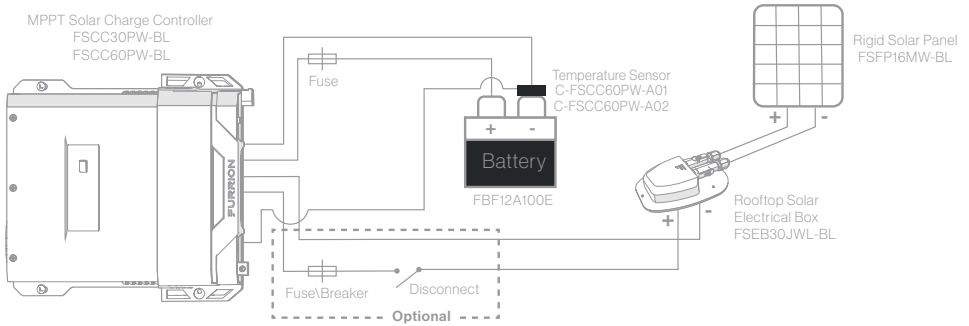 MPPT Solar Charge Controller
FSCC30PW-BL
FSCC60PW-BL
FURRION
Fuse
Temperature Sensor
C-FSCC60PW-A01
C-FSCC60PW-A02
+ -
Battery
FBF12A100E
Rigid Solar Panel
FSFP16MW-BL
+ -
Rooftop Solar
Electrical Box
FSEB30JWL-BL
+ -
Fuse\Breaker
Disconnect
Optional